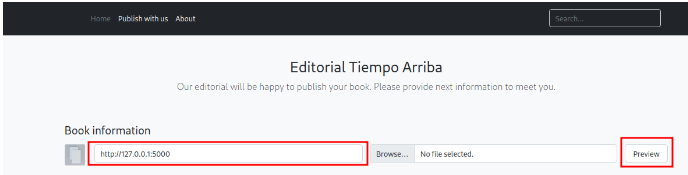 Home Publish with us About Search...
Editorial Tiempo Arriba
Our editorial will be happy to publish your book. Please provide next information to meet you.
Book information
http://127.0.0.1:5000 Browse... No file selected. Preview